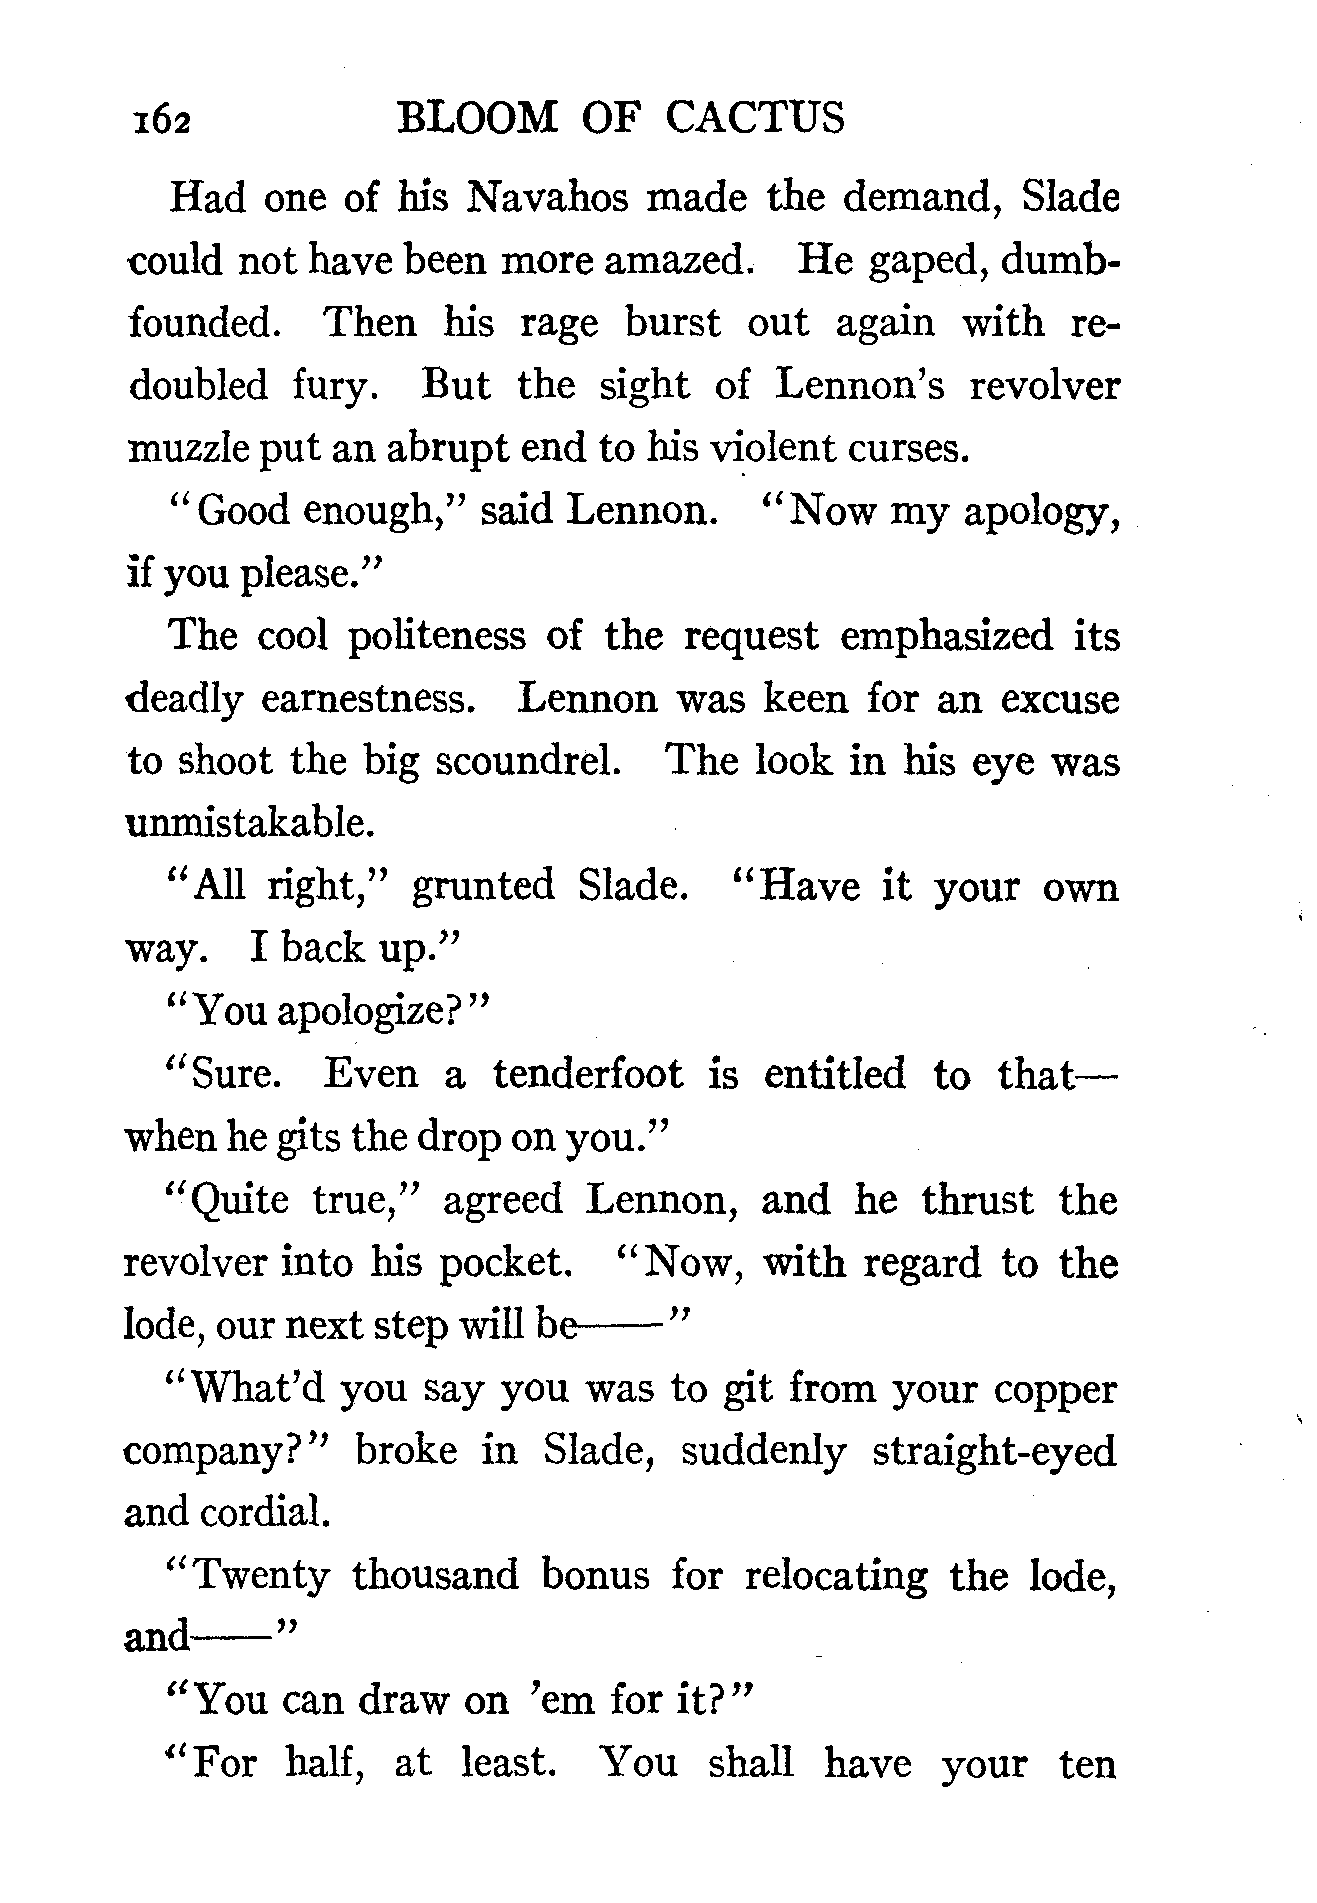 162 BLOOM OF CACTUS
Had one of his Navahos made the demand, Slade
could not have been more amazed. He gaped, dumb-
founded. Then his rage burst out again with re-
doubled fury. But the sight of Lennon's revolver
muzzle put an abrupt end to his violent curses.
"Good enough," said Lennon. "Now my apology,
if you please."
The cool politeness of the request emphasized its
deadly earnestness. Lennon was keen for an excuse
to shoot the big scoundrel. The look in his eye was
unmistakable.
"All right," grunted Slade. "Have it your own
way. I back up."
"You apologize?"
"Sure. Even a tenderfoot is entitled to that—
when he gits the drop on you."
"Quite true," agreed Lennon, and he thrust the
revolver into his pocket. "Now, with regard to the
lode, our next step will be——"
"What'd you say you was to git from your copper
company?" broke in Slade, suddenly straight-eyed
and cordial.
"Twenty thousand bonus for relocating the lode,
and——"
"You can draw on 'em for it?"
"For half, at least. You shall have your ten